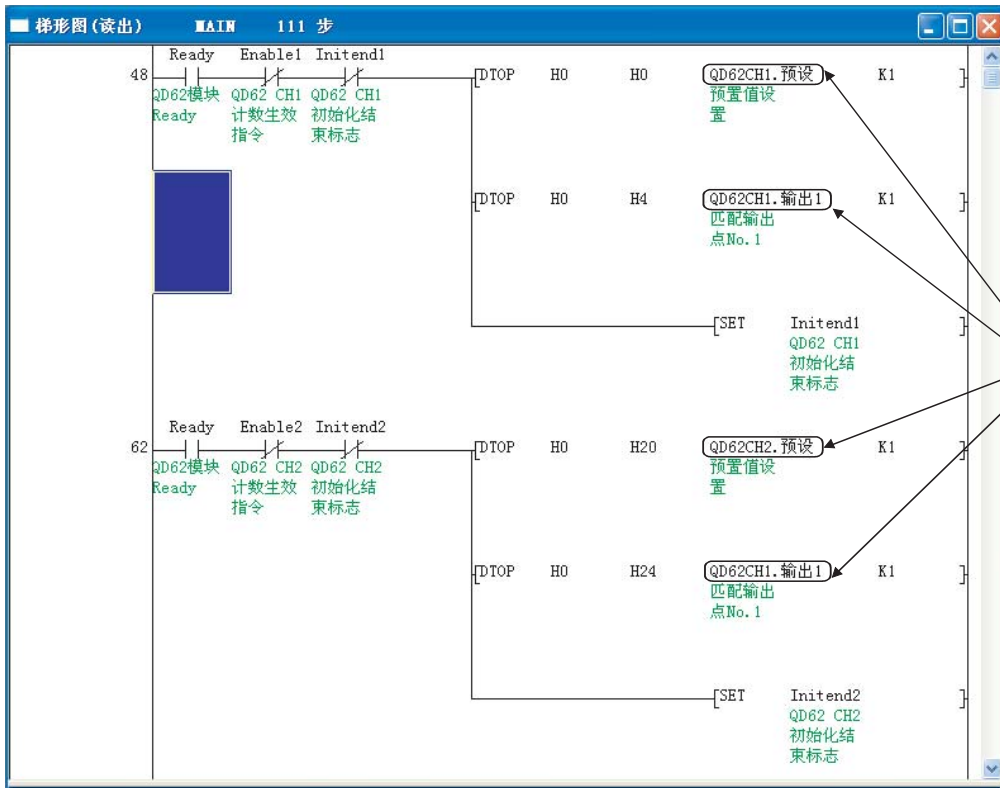 梯形图(读出) MAIN 111 步
Ready Enable1 Initend1
48 DTOP H0 H0 QD62CH1.预设 K1
QD62模块 QD62 CH1 QD62 CH1 预置值设
Ready 计数生效 初始化结 置
指令 束标志
DTOP H0 H4 QD62CH1.输出1 K1
匹配输出
点No.1
SET Initend1
QD62 CH1
初始化结
束标志
Ready Enable2 Initend2
62 DTOP H0 H20 QD62CH2.预设 K1
QD62模块 QD62 CH2 QD62 CH2 预置值设
Ready 计数生效 初始化结 置
指令 束标志
DTOP H0 H24 QD62CH1.输出1 K1
匹配输出
点No.1
SET Initend2
QD62 CH2
初始化结
束标志